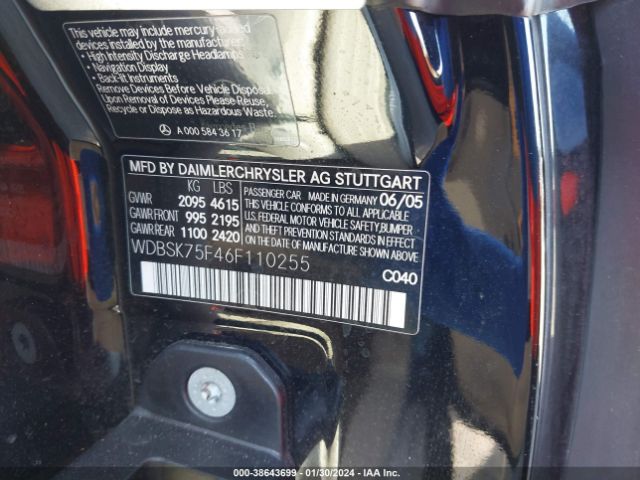 This vehicle may include mercury-added
devices installed by the manufacturer:
• High Intensity Discharge Headlamps
• Navigation Display
• Back-lit Instruments
Remove Devices Before Vehicle Disposal
Upon Removal of Devices Please Reuse,
Recycle or Dispose as Hazardous Waste.
A 000 584 36 17
MFD BY DAIMLERCHRYSLER AG STUTTGART
KG LBS
GVWR 2095 4615
GAWR FRONT 995 2195
GAWR REAR 1100 2420
PASSENGER CAR MADE IN GERMANY 06/05
THIS VEHICLE CONFORMS TO ALL APPLICABLE
U.S. FEDERAL MOTOR VEHICLE SAFETY, BUMPER
AND THEFT PREVENTION STANDARDS IN EFFECT
ON THE DATE OF MANUFACTURE SHOWN ABOVE
WDBSK75F46F110255
C040
000-38643699 - 01/30/2024 - IAA Inc.